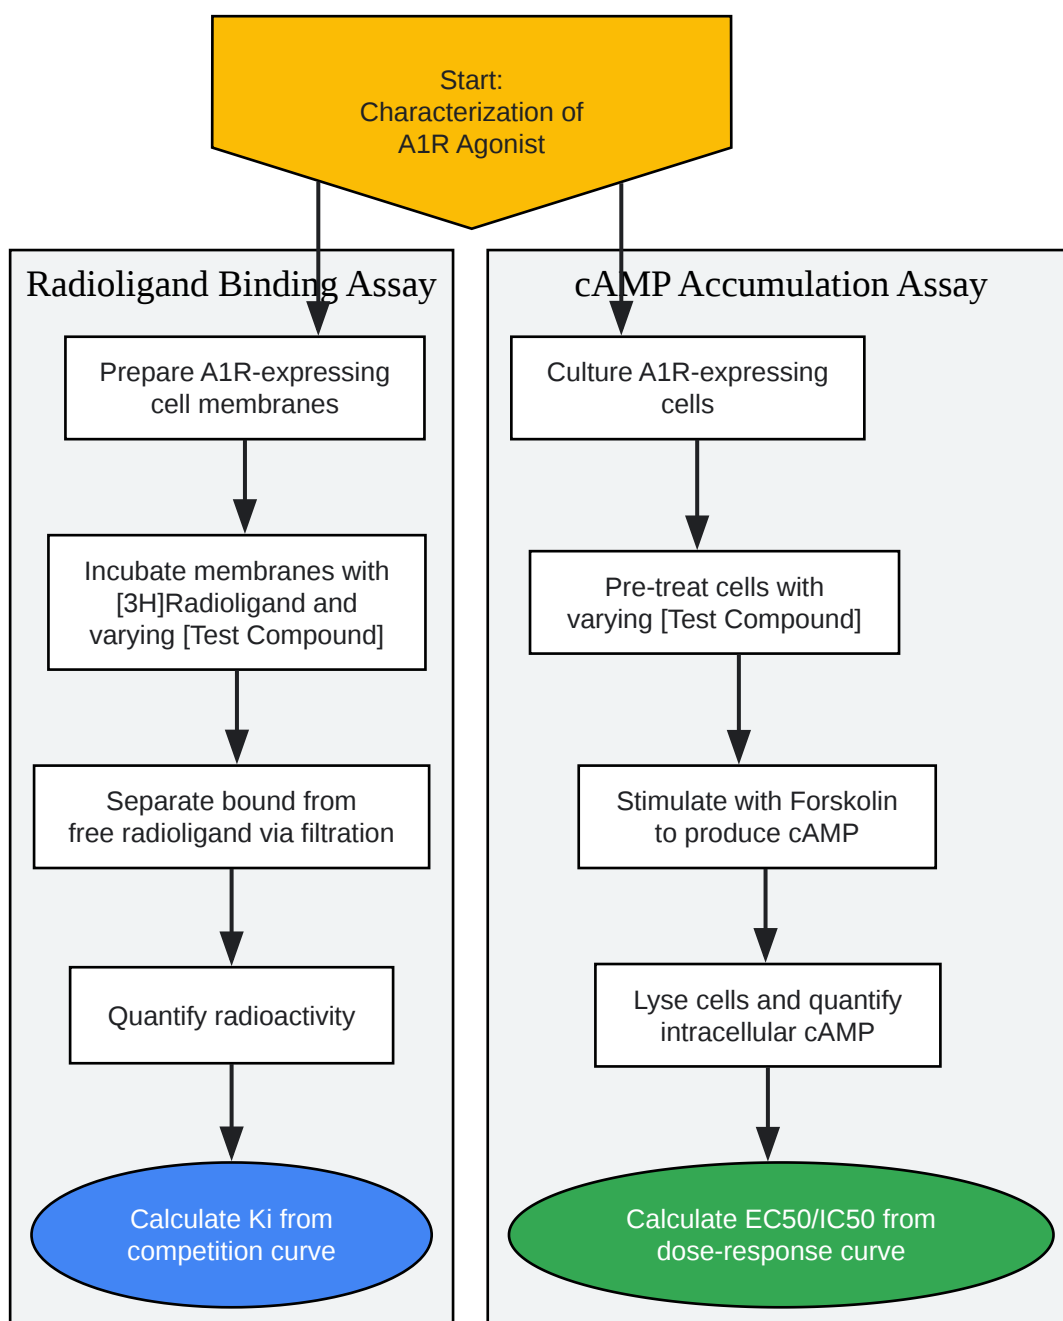 Start:
Characterization of
A1R Agonist
Radioligand Binding Assay
Prepare A1R-expressing
cell membranes
Incubate membranes with
[3H]Radioligand and
varying [Test Compound]
Separate bound from
free radioligand via filtration
Quantify radioactivity
Calculate Ki from
competition curve
cAMP Accumulation Assay
Culture A1R-expressing
cells
Pre-treat cells with
varying [Test Compound]
Stimulate with Forskolin
to produce cAMP
Lyse cells and quantify
intracellular cAMP
Calculate EC50/IC50 from
dose-response curve